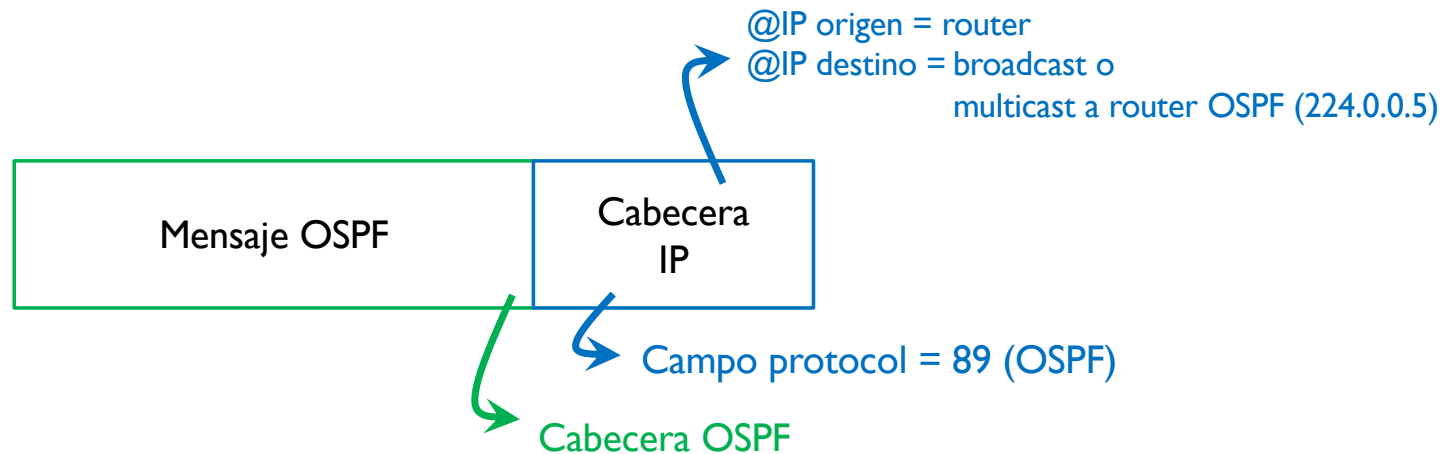 @IP origen = router
@IP destino = broadcast o
multicast a router OSPF (224.0.0.5)
Mensaje OSPF
Cabecera
IP
Campo protocol = 89 (OSPF)
Cabecera OSPF